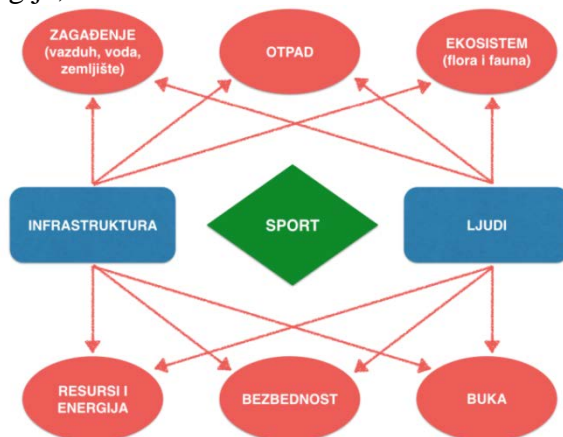 ZAGAĐENJE
(vazduh, voda,
zemljište)
OTPAD
EKOSISTEM
(flora i fauna)
INFRASTRUKTURA
SPORT
LJUDI
RESURSI I
ENERGIJA
BEZBEDNOST
BUKA